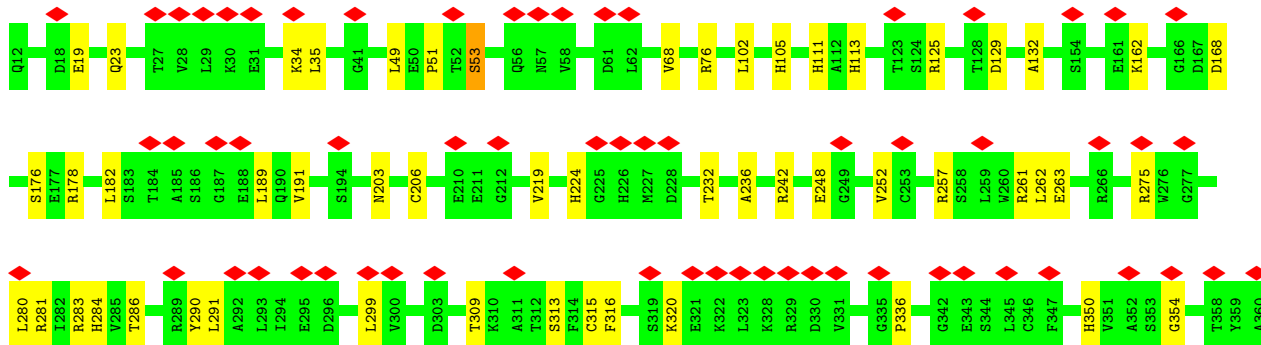 Q12 D18 E19 Q23 T27 V28 L29 K30 E31 K34 L35 G41 L49 E50 P51 T52 S53 Q56 N57 V58 D61 L62 V68 R76 L102 H105 H111 A112 H113 T123 S124 R125 T128 D129 A132 S154 E161 K162 G166 D167 D168
S176 E177 R178 L182 S183 T184 A185 S186 G187 E188 L189 Q190 V191 S194 N203 C206 E210 E211 G212 V219 H224 G225 H226 M227 D228 T232 A236 R242 E248 G249 V252 C253 R257 S258 L259 W260 R261 L262 E263 R266 R275 W276 G277
L280 R281 I282 R283 H284 V285 T286 R289 Y290 L291 A292 L293 I294 E295 D296 L299 V300 D303 T309 K310 A311 T312 S313 F314 C315 F316 S319 K320 E321 K322 L323 K328 R329 D330 V331 G335 P336 G342 E343 S344 L345 C346 F347 H350 V351 A352 S353 G354 T358 Y359 A360